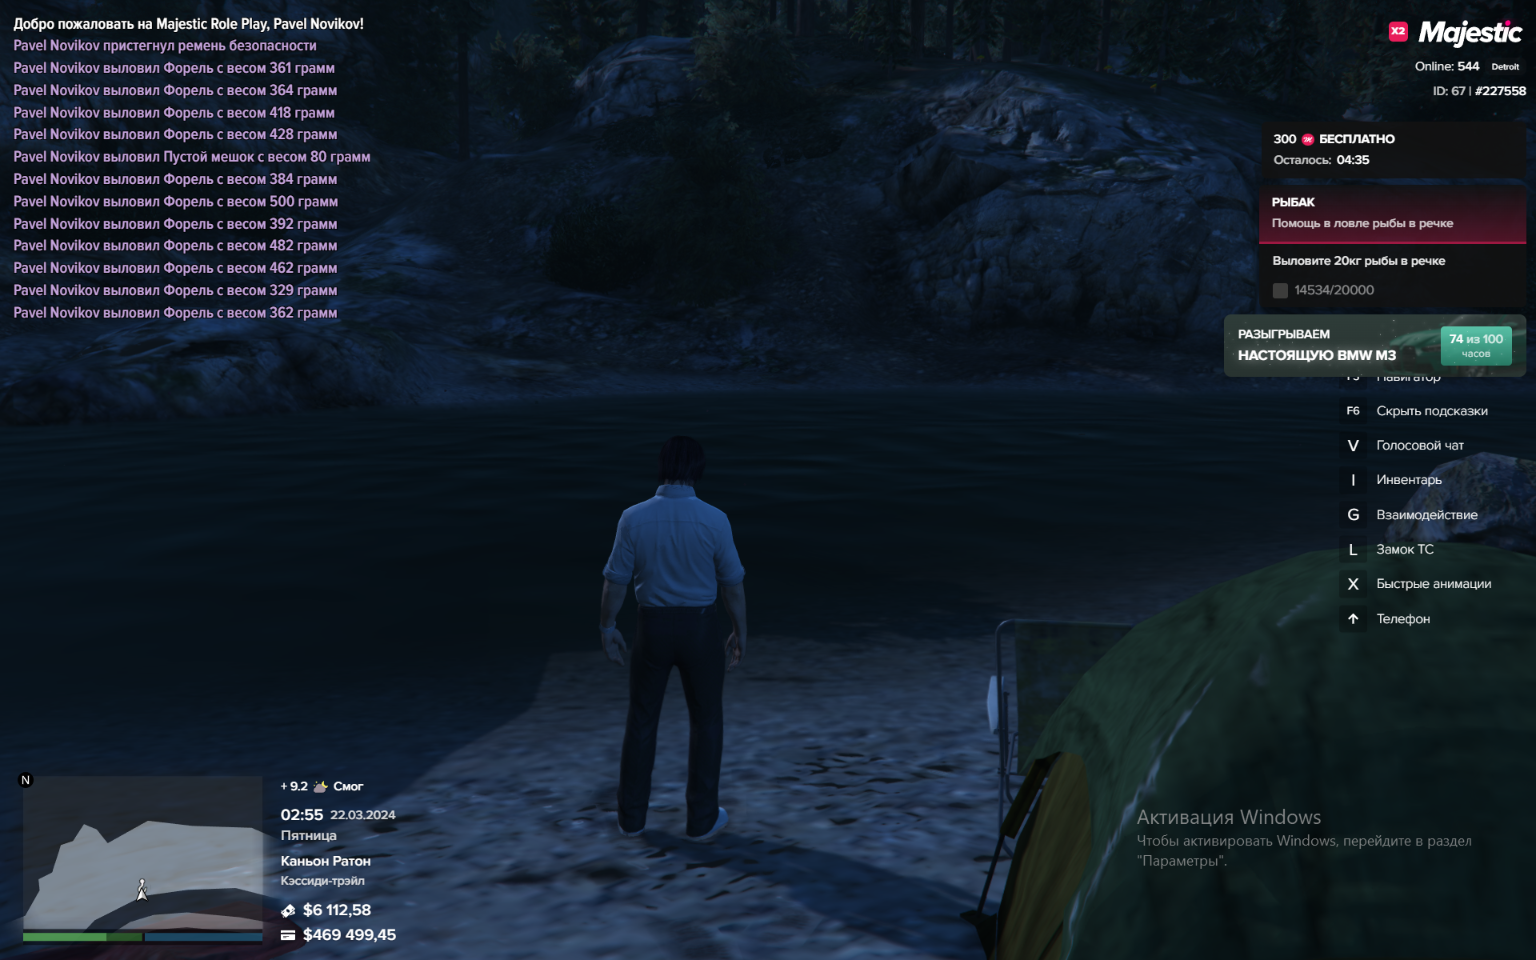 Добро пожаловать на Majestic Role Play, Pavel Novikov!
Pavel Novikov пристегнул ремень безопасности
Pavel Novikov выловил Форель с весом 361 грамм
Pavel Novikov выловил Форель с весом 364 грамм
Pavel Novikov выловил Форель с весом 418 грамм
Pavel Novikov выловил Форель с весом 428 грамм
Pavel Novikov выловил Пустой мешок с весом 80 грамм
Pavel Novikov выловил Форель с весом 384 грамм
Pavel Novikov выловил Форель с весом 500 грамм
Pavel Novikov выловил Форель с весом 392 грамм
Pavel Novikov выловил Форель с весом 482 грамм
Pavel Novikov выловил Форель с весом 462 грамм
Pavel Novikov выловил Форель с весом 329 грамм
Pavel Novikov выловил Форель с весом 362 грамм
X2 Majestic
Online: 544 Detroit
ID: 67 | #227558
300 БЕСПЛАТНО
Осталось: 04:35
РЫБАК
Помощь в ловле рыбы в речке
Выловите 20кг рыбы в речке
14534/20000
РАЗЫГРЫВАЕМ
НАСТОЯЩУЮ BMW M3
74 из 100
часов
Навигатор
F6 Скрыть подсказки
V Голосовой чат
I Инвентарь
G Взаимодействие
L Замок ТС
X Быстрые анимации
Телефон
N
+ 9.2 Смог
02:55 22.03.2024
Пятница
Каньон Ратон
Кэссиди-трэйл
$6 112,58
$469 499,45
Активация Windows
Чтобы активировать Windows, перейдите в раздел
"Параметры".